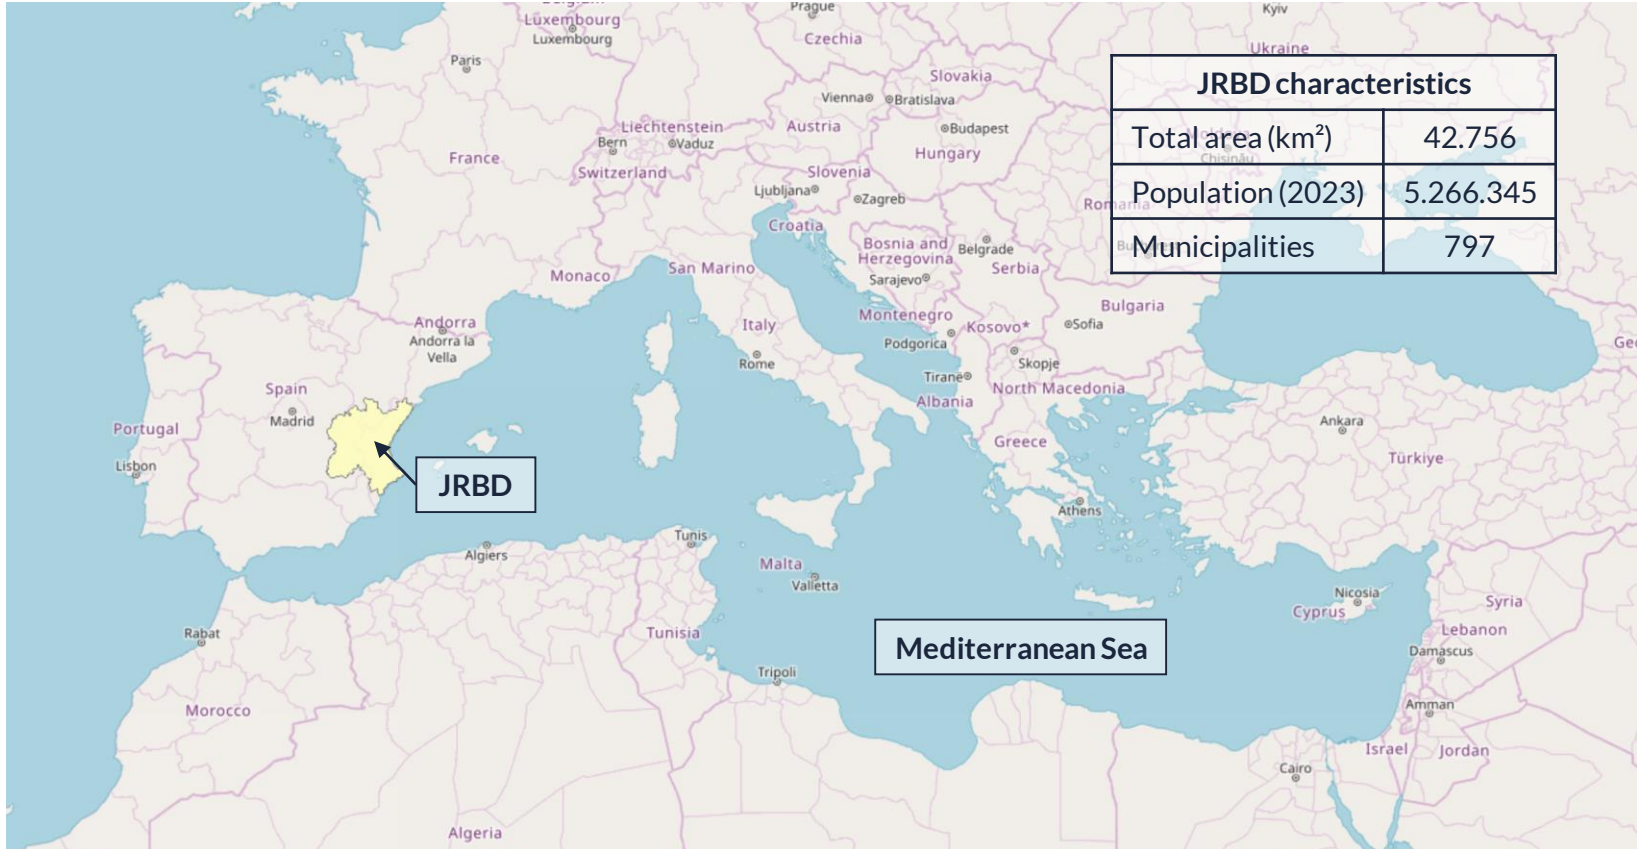 Belgium
Luxembourg
Luxembourg
Prague
Czechia
Kyiv
Ukraine
Paris
Slovakia
Vienna
Bratislava
Liechtenstein
Bern
Vaduz
Austria
Budapest
Hungary
France
Switzerland
Slovenia
Ljubljana
Zagreb
Croatia
Bosnia and
Herzegovina
Belgrade
Serbia
Sarajevo
Romania
Chișinău
JRBD characteristics
Total area (km²) 42.756
Population (2023) 5.266.345
Municipalities 797
Monaco
San Marino
Italy
Rome
Montenegro
Podgorica
Kosovo*
Bulgaria
Sofia
Skopje
Tiranë
North Macedonia
Albania
Andorra
Andorra la
Vella
Spain
Madrid
Portugal
Lisbon
JRBD
Greece
Athens
Ankara
Türkiye
Algiers
Tunis
Malta
Valletta
Nicosia
Cyprus
Syria
Lebanon
Damascus
Rabat
Tunisia
Tripoli
Mediterranean Sea
Morocco
Amman
Israel
Jordan
Cairo
Algeria